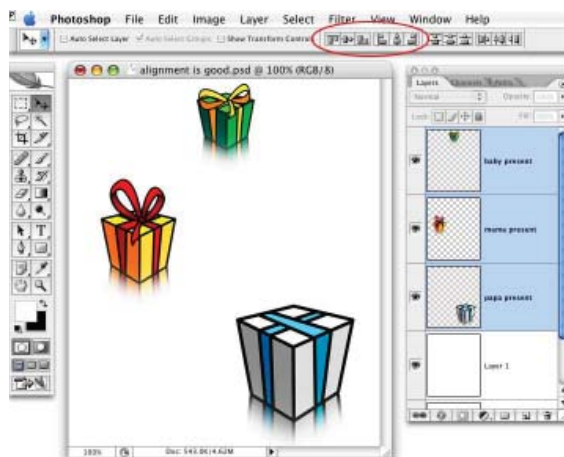 Photoshop File Edit Image Layer Select Filter View Window Help
Auto Select Layer Auto Select Groups Show Transform Controls
alignment is good.psd @ 100% (RGB/8)
Layers Channels Paths
Normal Opacity:
Lock: Fill:
baby present
mama present
papa present
Layer 1
100% Doc: 543.0K/4.62M